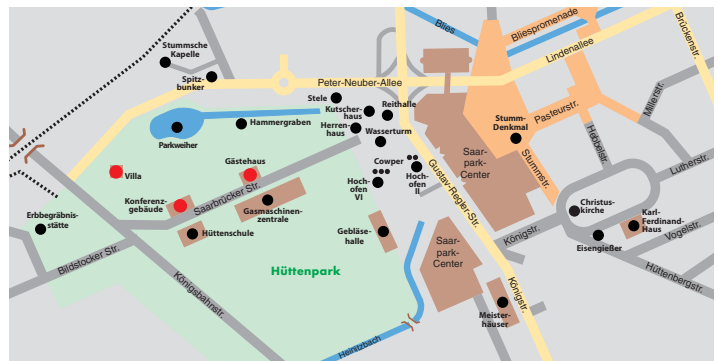 Stummsche
Kapelle
Spitz-
bunker
Bliespromenade
Blies
Lindenallee
Brückenstr.
Peter-Neuber-Allee
Stele
Kutscher-
haus
Reithalle
Herren-
haus
Wasserturm
Hammergraben
Parkweiher
Stumm-
Denkmal
Pasteurstr.
Millerstr.
Hebbelstr.
Lutherstr.
Saar-
park-
Center
Stummstr.
Gustav-Regler-Str.
Cowper
Hoch-
ofen
II
Hoch-
ofen
VI
Villa
Gästehaus
Saarbrücker Str.
Konferenz-
gebäude
Gasmaschinen-
zentrale
Hüttenschule
Erbbegräbnis-
stätte
Bildstocker Str.
Königsbahnstr.
Hüttenpark
Gebläse-
halle
Saar-
park-
Center
Königstr.
Christus-
kirche
Karl-
Ferdinand-
Haus
Eisengießer
Vogelstr.
Hüttenbergstr.
Königstr.
Meister-
häuser
Heinitzbach